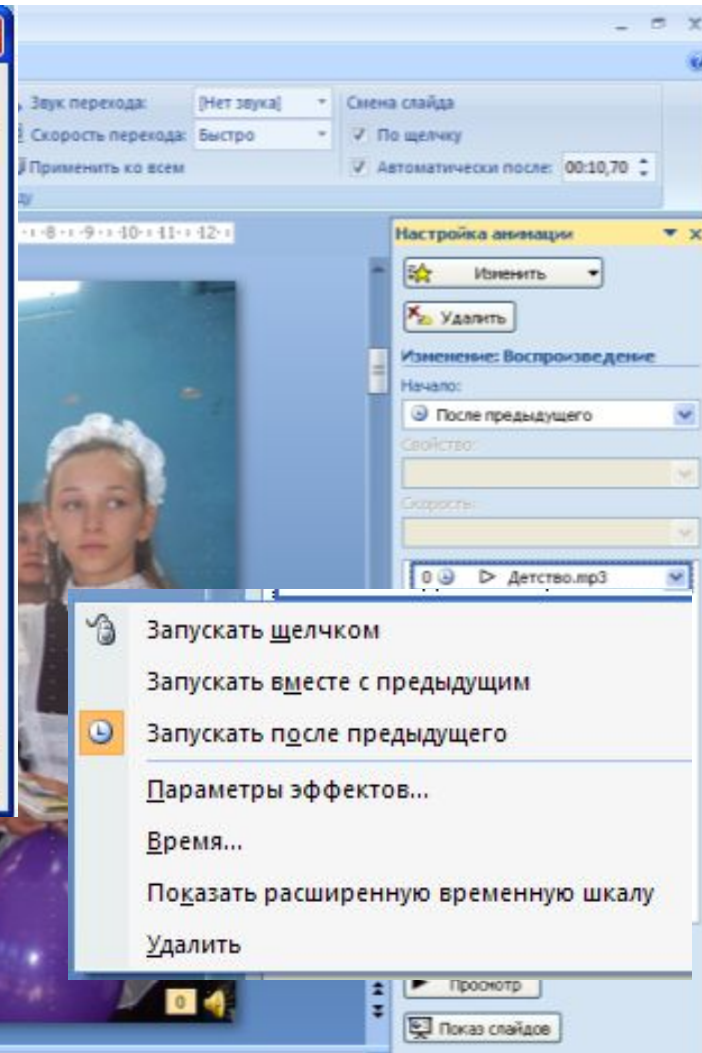 Звук перехода: [Нет звука] Смена слайда
Скорость перехода: Быстро По щелчку
Применить ко всем Автоматически после: 00:10,70
8 9 10 11 12
Настройка анимации
Изменить
Удалить
Изменение: Воспроизведение
Начало:
После предыдущего
Свойство:
Скорость:
0 Детство.mp3
Запускать щелчком
Запускать вместе с предыдущим
Запускать после предыдущего
Параметры эффектов...
Время...
Показать расширенную временную шкалу
Удалить
0
Просмотр
Показ слайдов